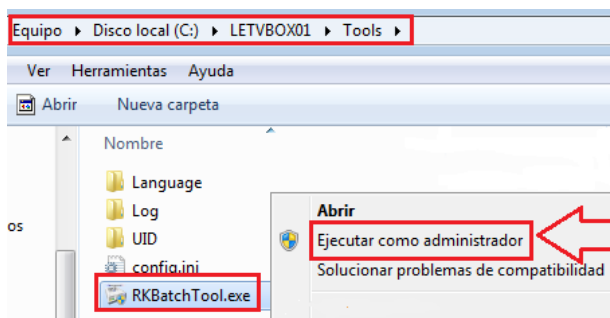 Equipo ▸ Disco local (C:) ▸ LETVBOX01 ▸ Tools ▸
Ver Herramientas Ayuda
Abrir Nueva carpeta
Nombre
Language
Log
os
UID
config.ini
RKBatchTool.exe
Abrir
Ejecutar como administrador
Solucionar problemas de compatibilidad